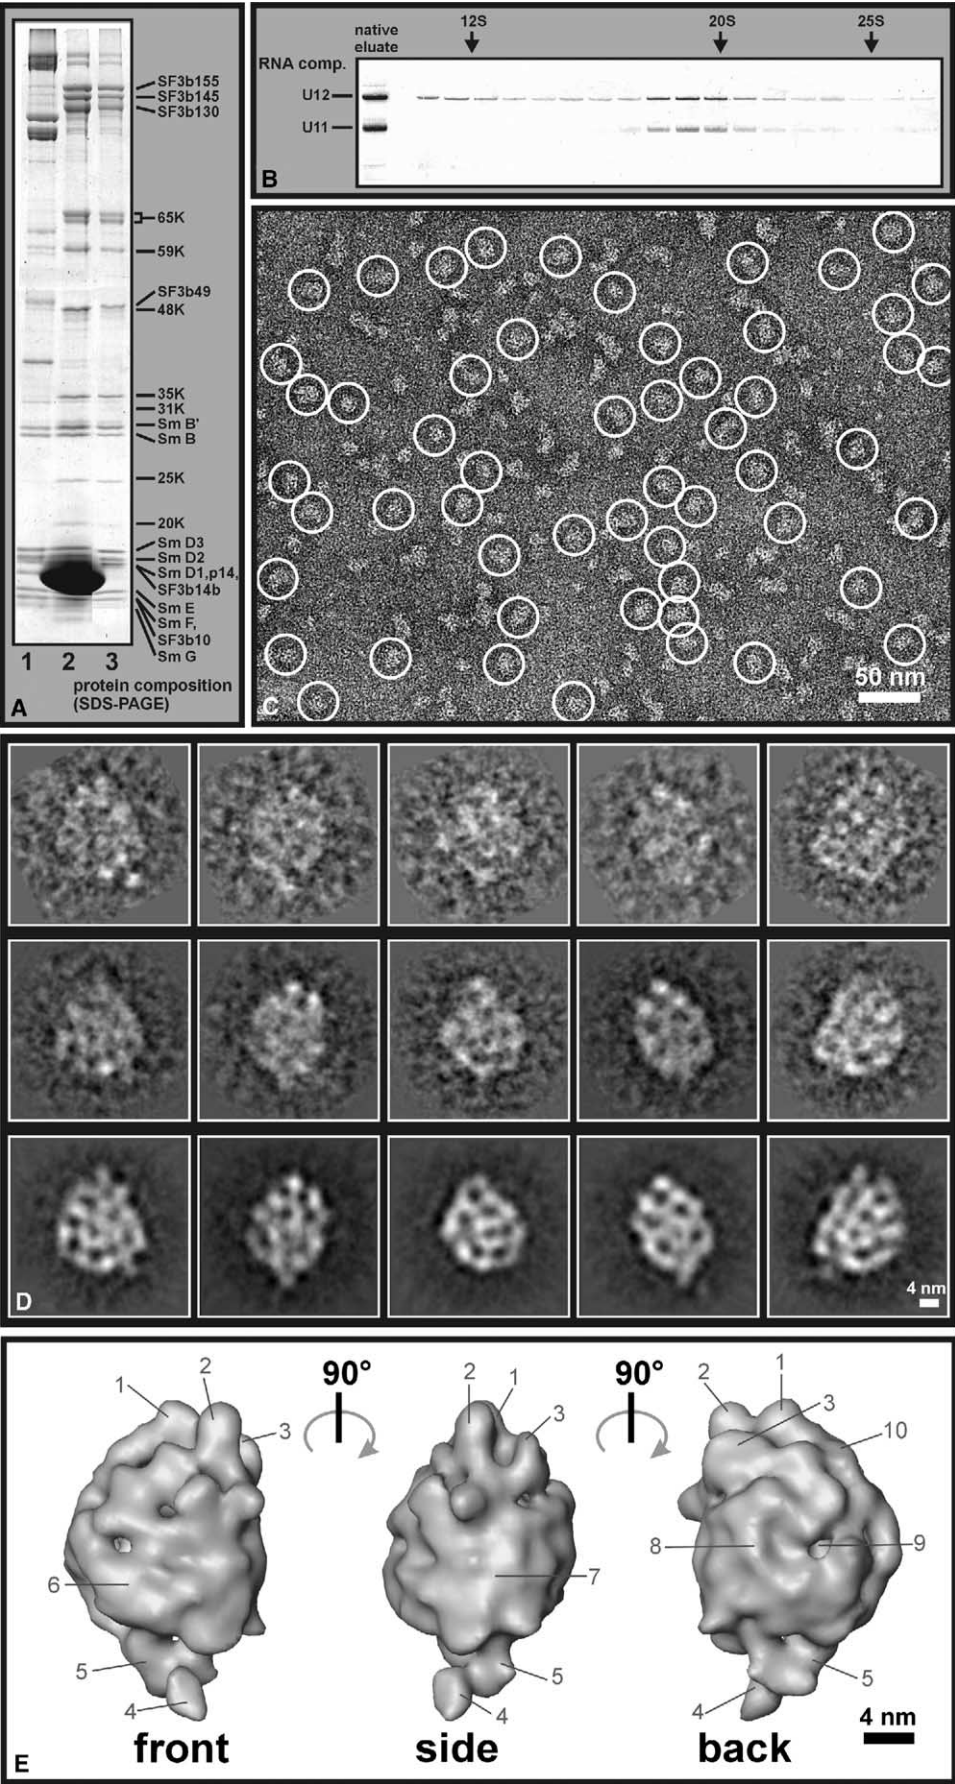 SF3b155
SF3b145
SF3b130
65K
59K
SF3b49
48K
35K
31K
Sm B'
Sm B
25K
20K
Sm D3
Sm D2
Sm D1,p14,
SF3b14b
Sm E
Sm F,
SF3b10
Sm G
1 2 3
protein composition
(SDS-PAGE)
A
12S 20S 25S
native
eluate
RNA comp.
U12
U11
B
50 nm
C
4 nm
D
90° 90°
1 2 3 6 5 4
2 1 3 7 5 4
2 1 3 10 8 9 5 4
4 nm
front side back
E